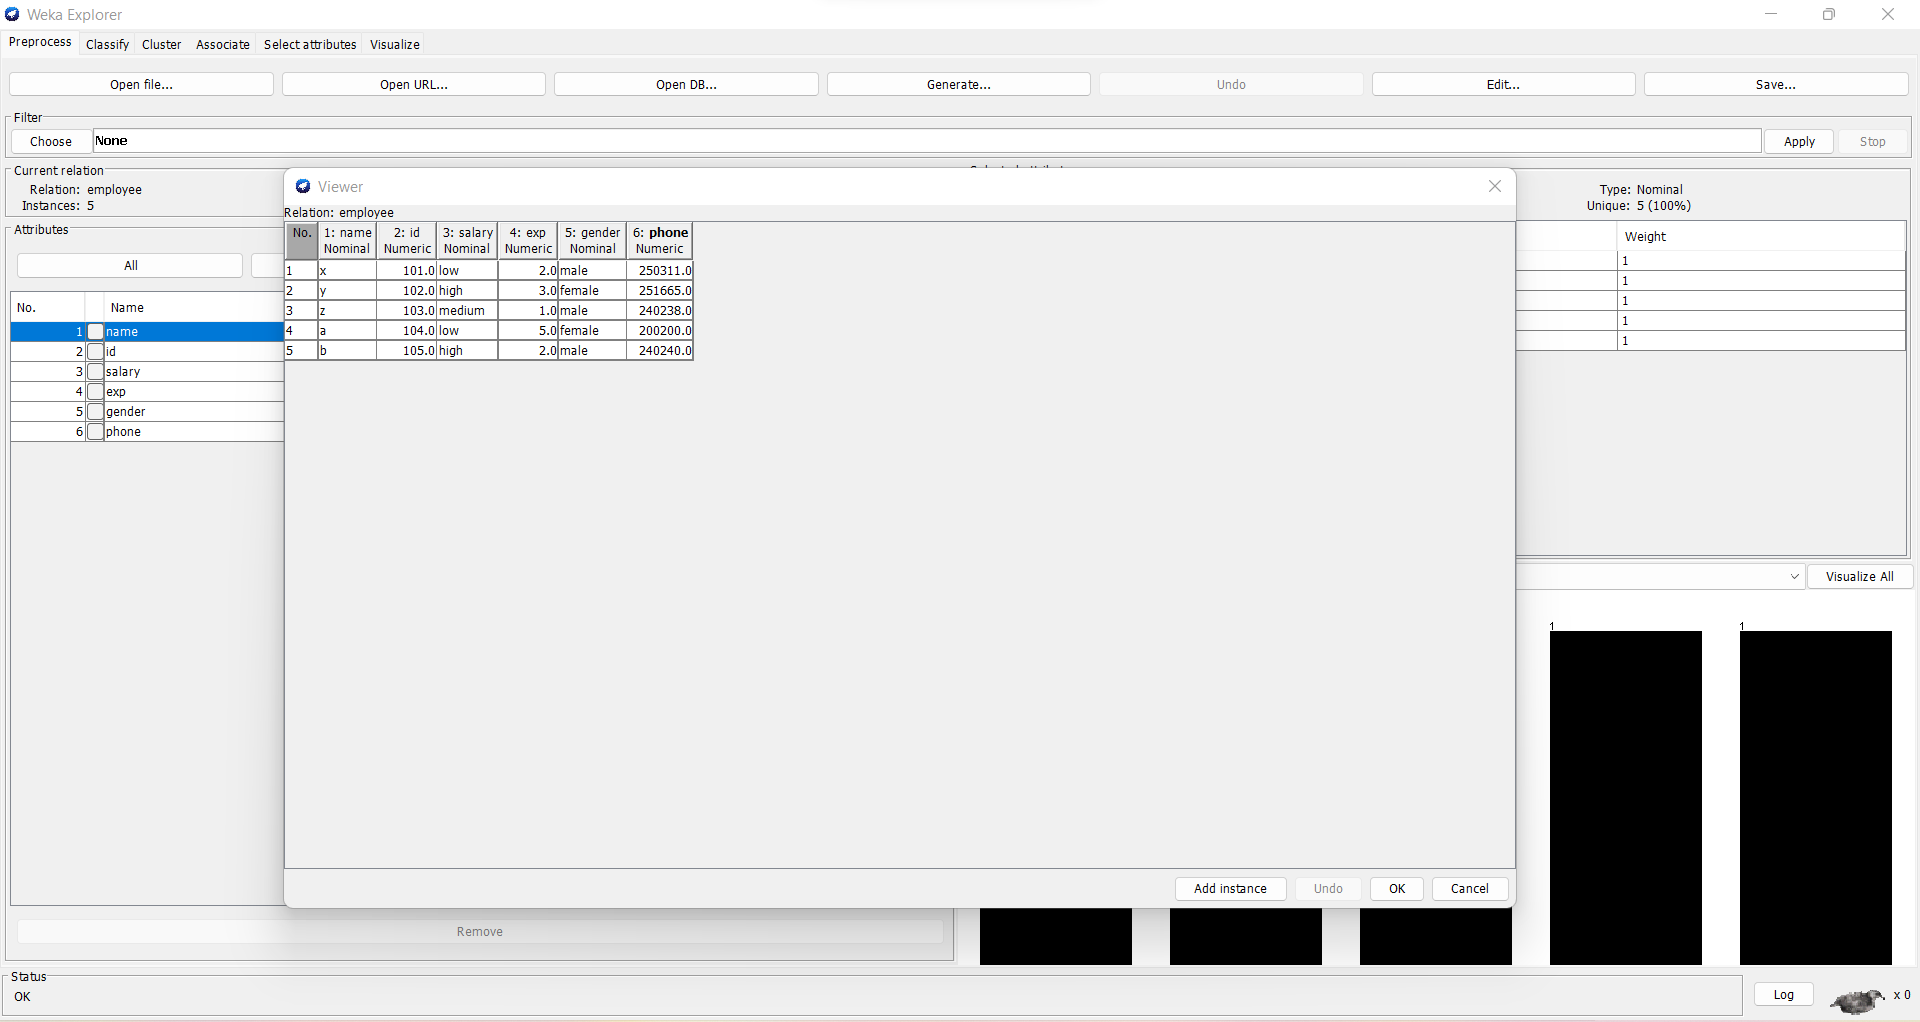 Weka Explorer
Preprocess Classify Cluster Associate Select attributes Visualize
Open file... Open URL... Open DB... Generate... Undo Edit... Save...
Filter
Choose None Apply Stop
Current relation
Relation: employee
Instances: 5
Type: Nominal
Unique: 5 (100%)
Attributes
All
No. Name
1 name
2 id
3 salary
4 exp
5 gender
6 phone
Remove
Viewer
Relation: employee
No. 1: name 2: id 3: salary 4: exp 5: gender 6: phone
Nominal Numeric Nominal Numeric Nominal Numeric
1 x 101.0 low 2.0 male 250311.0
2 y 102.0 high 3.0 female 251665.0
3 z 103.0 medium 1.0 male 240238.0
4 a 104.0 low 5.0 female 200200.0
5 b 105.0 high 2.0 male 240240.0
Add instance Undo OK Cancel
Weight
1
1
1
1
1
Visualize All
1 1
Status
OK
Log x 0